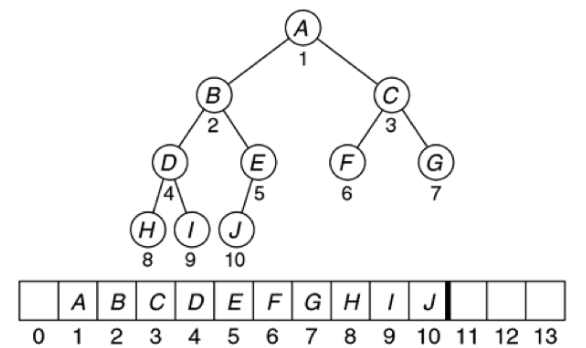 A
1
B C
2 3
D E F G
4 5 6 7
H I J
8 9 10
A B C D E F G H I J
0 1 2 3 4 5 6 7 8 9 10 11 12 13